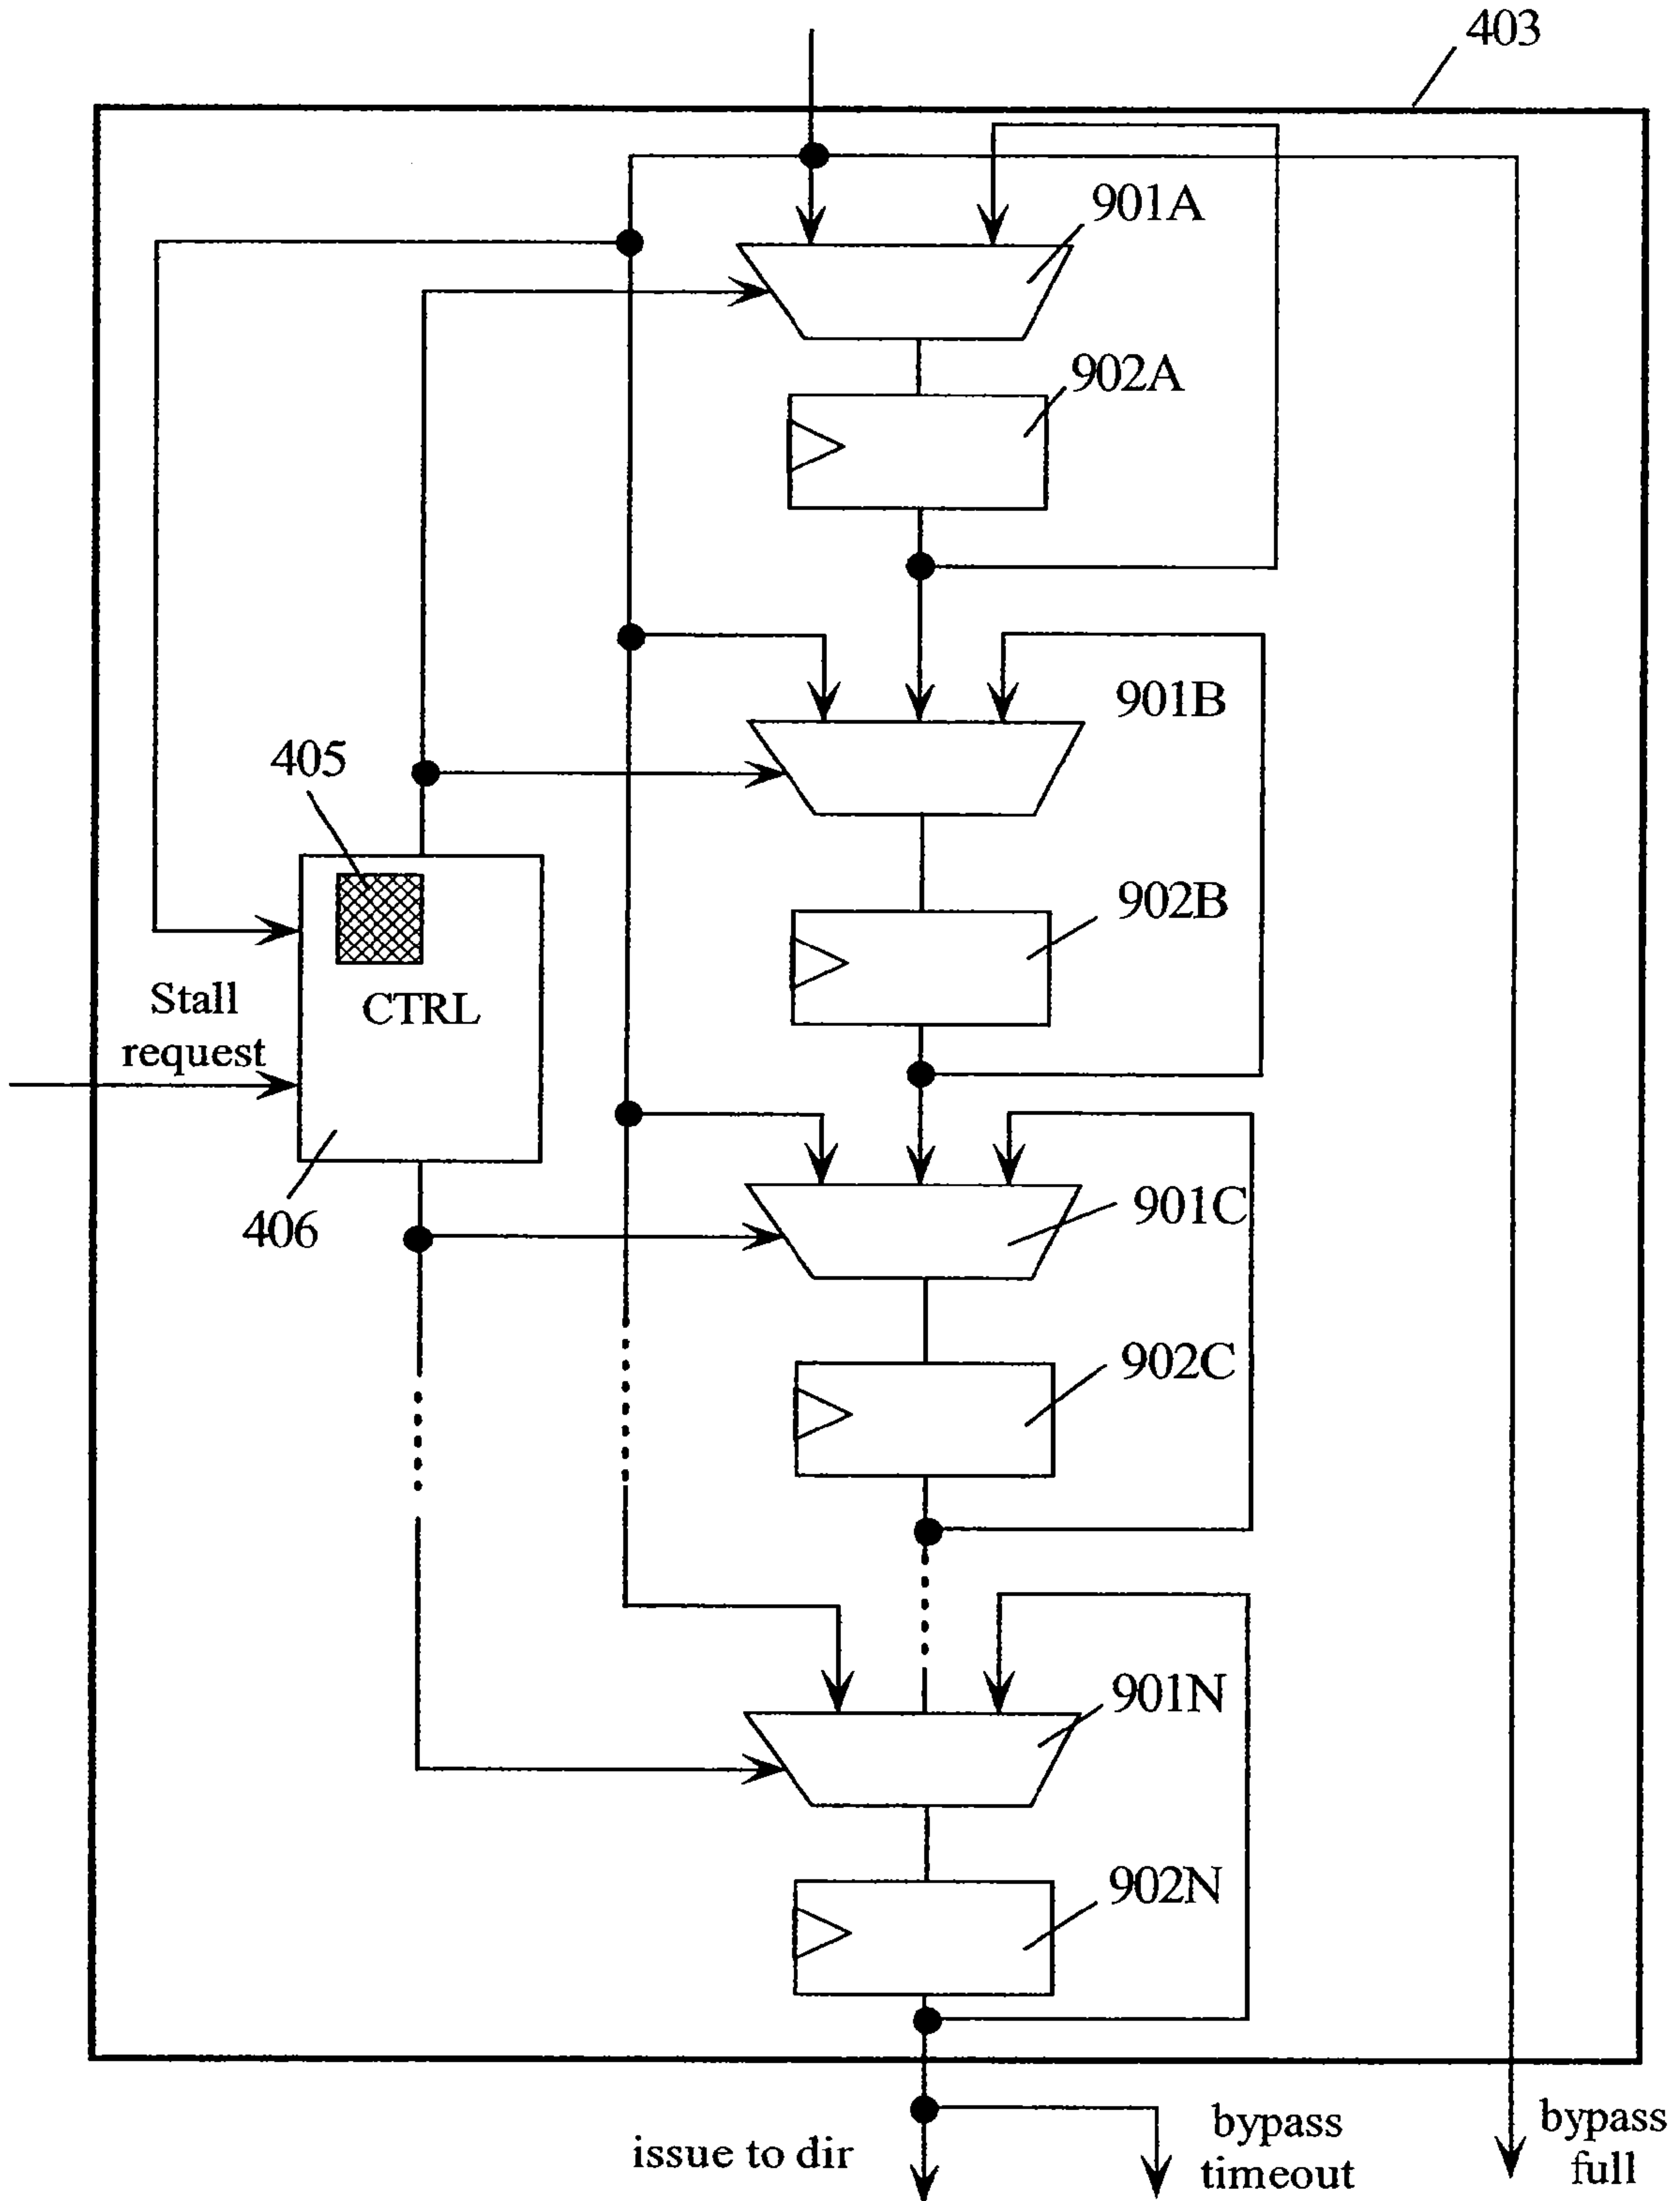 403
901A
902A
901B
405
902B
Stall
request
CTRL
901C
406
902C
901N
902N
issue to dir
bypass
timeout
bypass
full